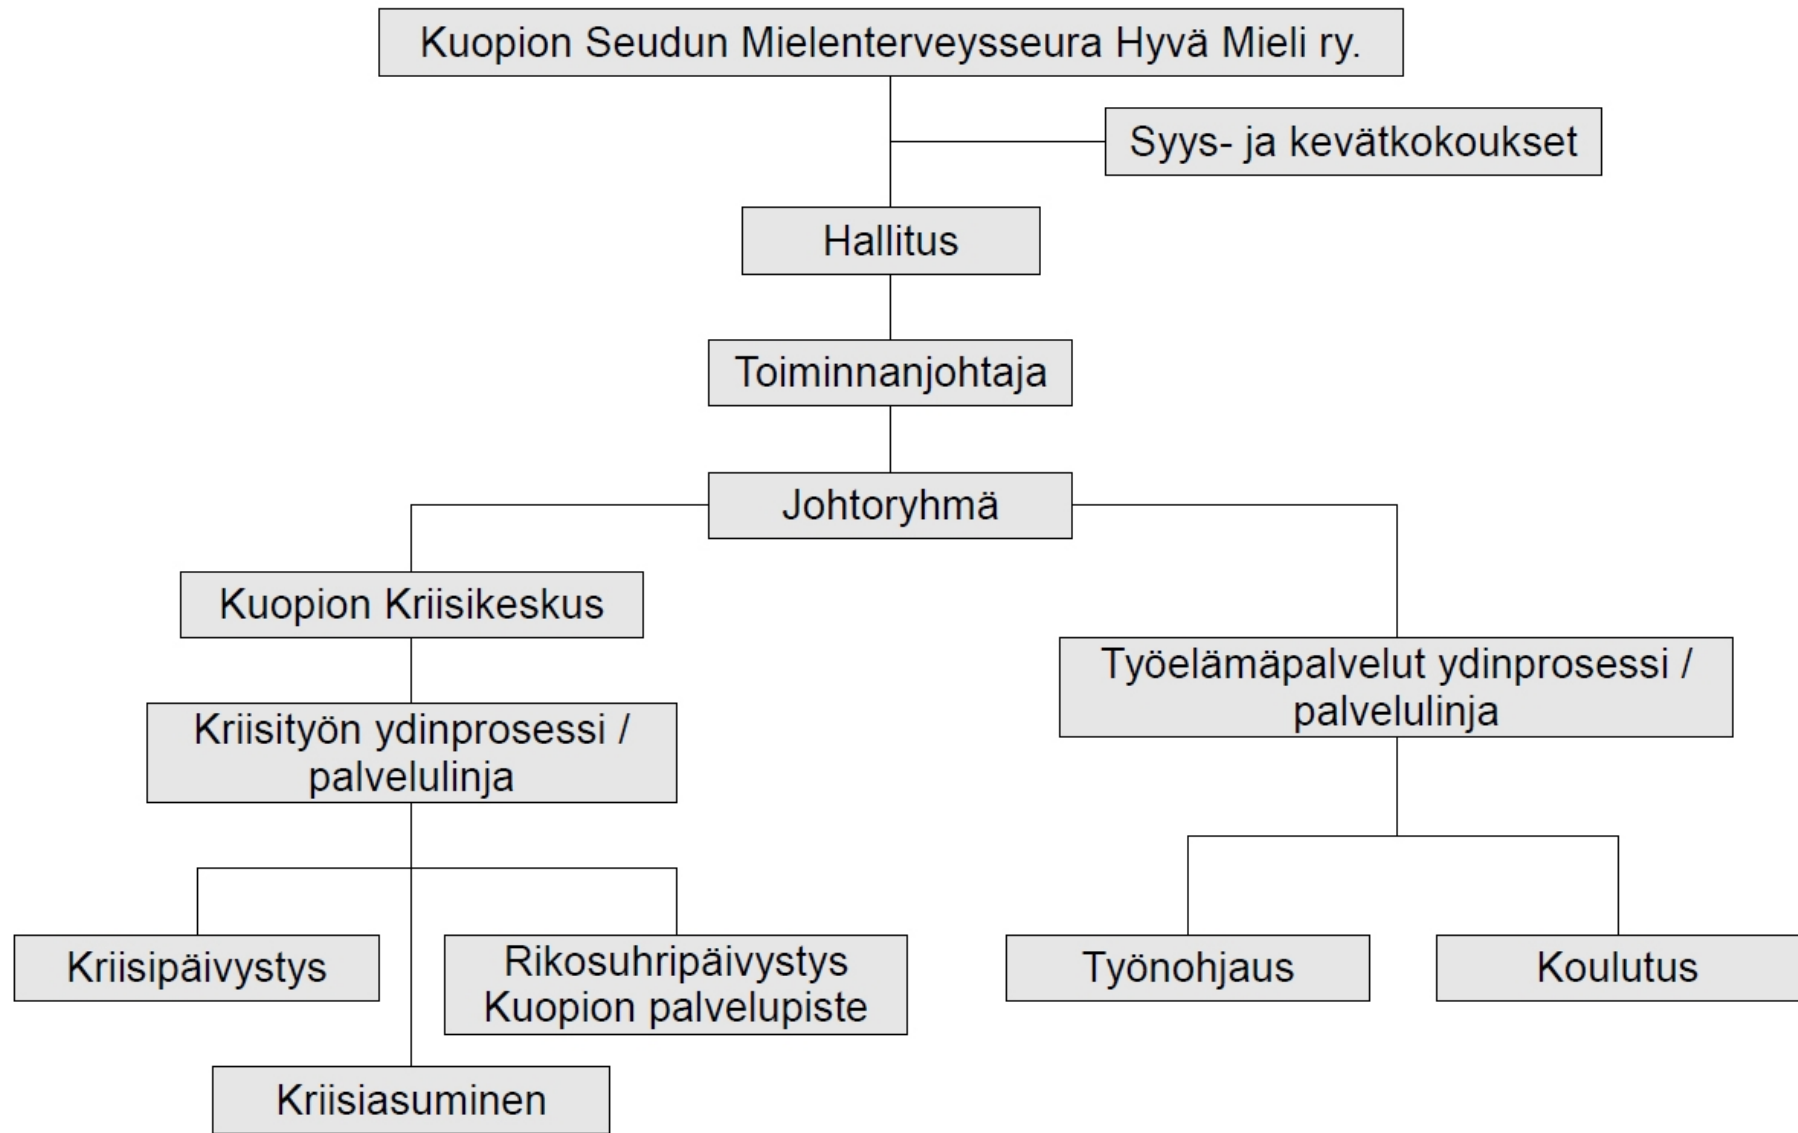 Kuopion Seudun Mielenterveysseura Hyvä Mieli ry.
Syys- ja kevätkokoukset
Hallitus
Toiminnanjohtaja
Johtoryhmä
Kuopion Kriisikeskus
Työelämäpalvelut ydinprosessi /
palvelulinja
Kriisityön ydinprosessi /
palvelulinja
Kriisipäivystys
Rikosuhripäivystys
Kuopion palvelupiste
Työnohjaus
Koulutus
Kriisiasuminen